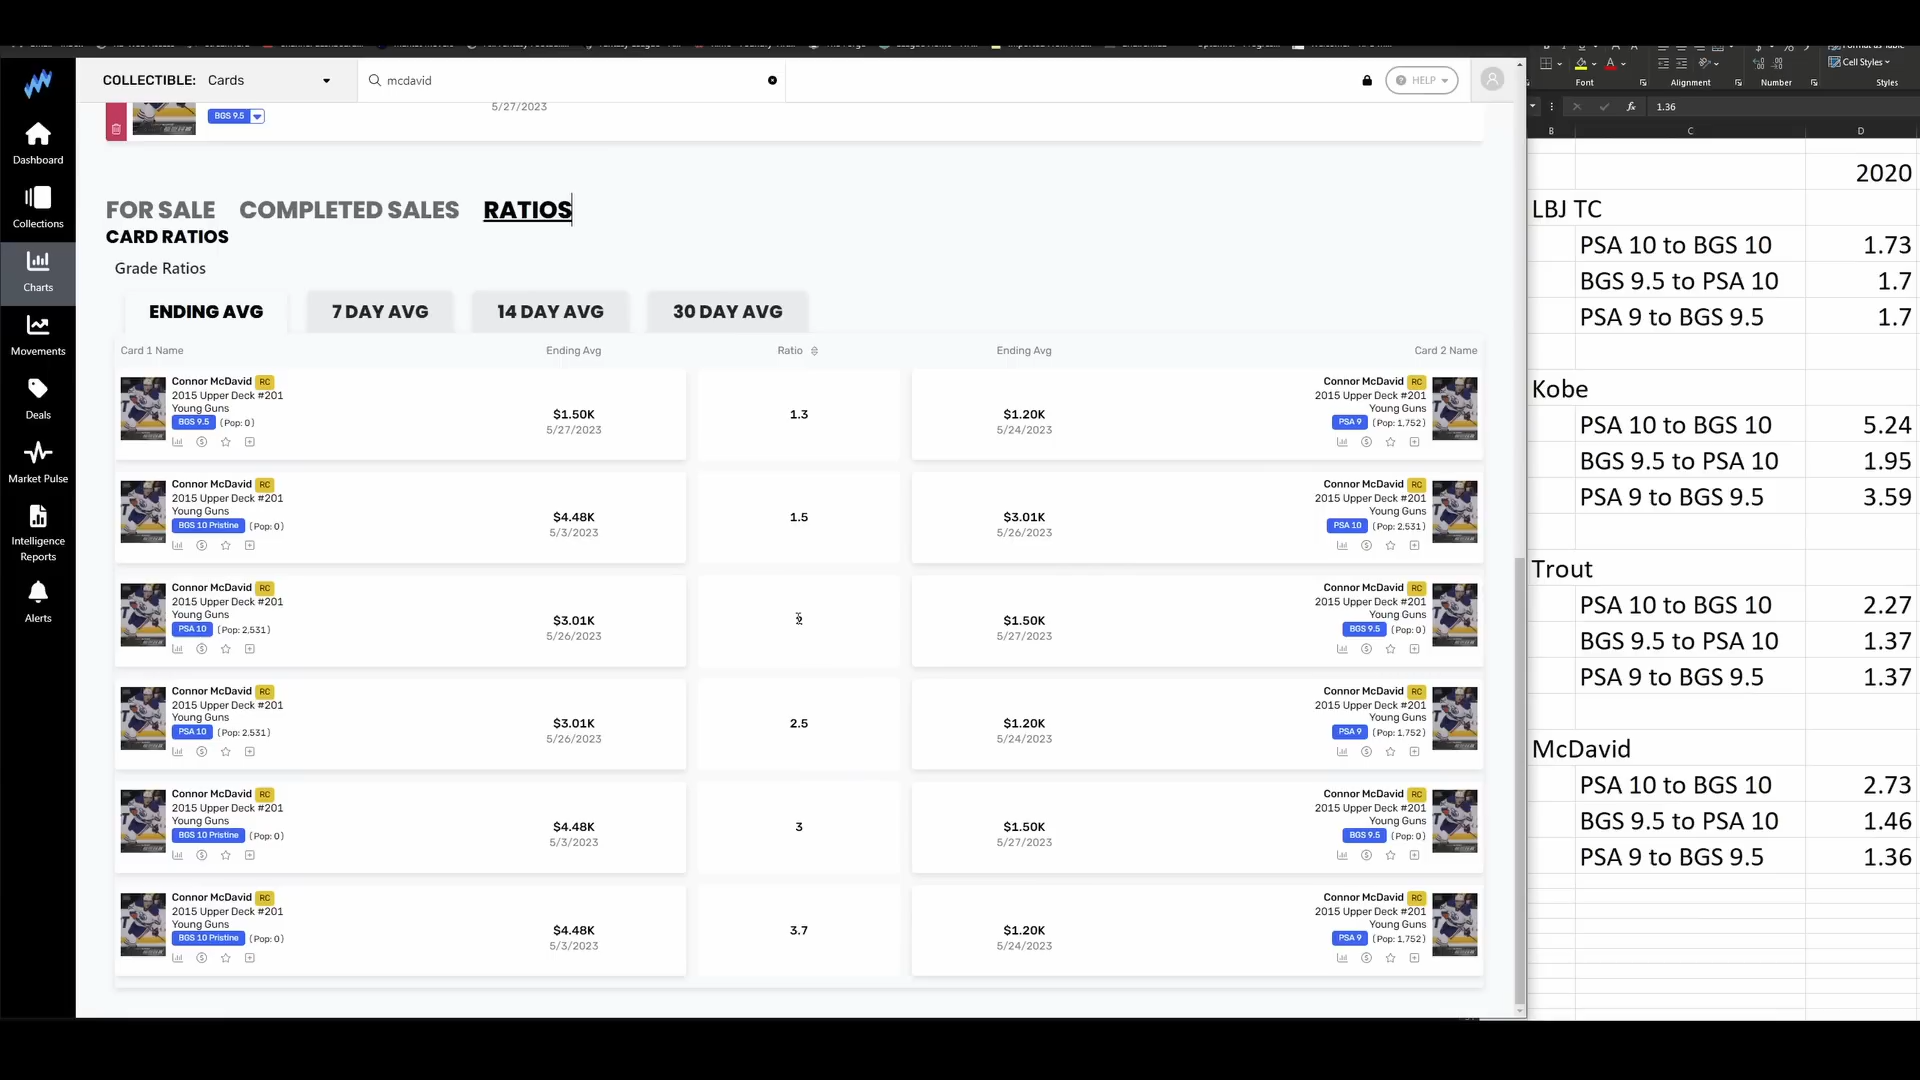 COLLECTIBLE: Cards
mcdavid
HELP
Dashboard
Collections
Charts
Movements
Deals
Market Pulse
Intelligence
Reports
Alerts
BGS 9.5
5/27/2023
FOR SALE COMPLETED SALES RATIOS
CARD RATIOS
Grade Ratios
ENDING AVG 7 DAY AVG 14 DAY AVG 30 DAY AVG
Card 1 Name Ending Avg Ratio Ending Avg Card 2 Name
Connor McDavid RC
2015 Upper Deck #201
Young Guns
BGS 9.5 (Pop: 0)
$1.50K
5/27/2023
1.3
$1.20K
5/24/2023
Connor McDavid RC
2015 Upper Deck #201
Young Guns
PSA 9 (Pop: 1,752)
Connor McDavid RC
2015 Upper Deck #201
Young Guns
BGS 10 Pristine (Pop: 0)
$4.48K
5/3/2023
1.5
$3.01K
5/26/2023
Connor McDavid RC
2015 Upper Deck #201
Young Guns
PSA 10 (Pop: 2,531)
Connor McDavid RC
2015 Upper Deck #201
Young Guns
PSA 10 (Pop: 2,531)
$3.01K
5/26/2023
2
$1.50K
5/27/2023
Connor McDavid RC
2015 Upper Deck #201
Young Guns
BGS 9.5 (Pop: 0)
Connor McDavid RC
2015 Upper Deck #201
Young Guns
PSA 10 (Pop: 2,531)
$3.01K
5/26/2023
2.5
$1.20K
5/24/2023
Connor McDavid RC
2015 Upper Deck #201
Young Guns
PSA 9 (Pop: 1,752)
Connor McDavid RC
2015 Upper Deck #201
Young Guns
BGS 10 Pristine (Pop: 0)
$4.48K
5/3/2023
3
$1.50K
5/27/2023
Connor McDavid RC
2015 Upper Deck #201
Young Guns
BGS 9.5 (Pop: 0)
Connor McDavid RC
2015 Upper Deck #201
Young Guns
BGS 10 Pristine (Pop: 0)
$4.48K
5/3/2023
3.7
$1.20K
5/24/2023
Connor McDavid RC
2015 Upper Deck #201
Young Guns
PSA 9 (Pop: 1,752)
Cell Styles
Font Alignment Number Styles
fx 1.36
B C D
2020
LBJ TC
PSA 10 to BGS 10 1.73
BGS 9.5 to PSA 10 1.7
PSA 9 to BGS 9.5 1.7
Kobe
PSA 10 to BGS 10 5.24
BGS 9.5 to PSA 10 1.95
PSA 9 to BGS 9.5 3.59
Trout
PSA 10 to BGS 10 2.27
BGS 9.5 to PSA 10 1.37
PSA 9 to BGS 9.5 1.37
McDavid
PSA 10 to BGS 10 2.73
BGS 9.5 to PSA 10 1.46
PSA 9 to BGS 9.5 1.36